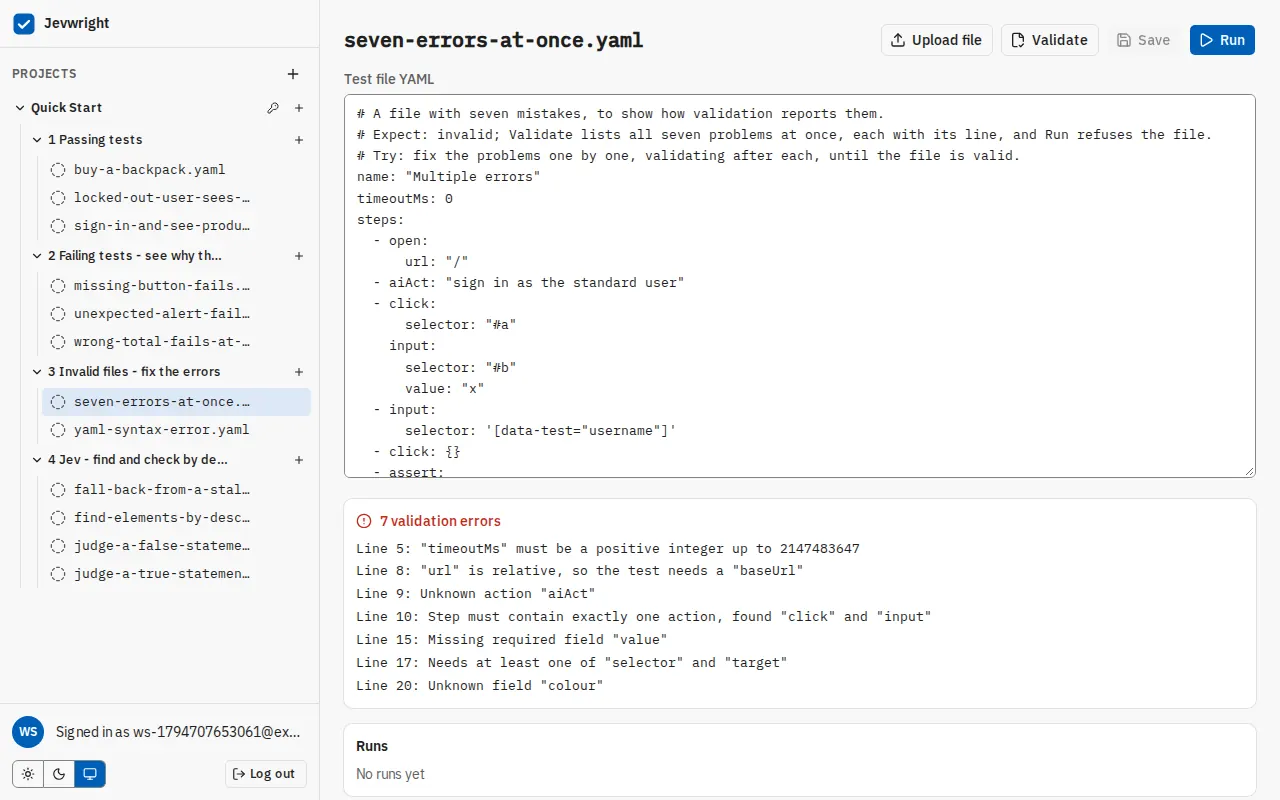 Jevwright
PROJECTS
Quick Start
1 Passing tests
buy-a-backpack.yaml
locked-out-user-sees-…
sign-in-and-see-produ…
2 Failing tests - see why th…
missing-button-fails.…
unexpected-alert-fail…
wrong-total-fails-at-…
3 Invalid files - fix the errors
seven-errors-at-once.…
yaml-syntax-error.yaml
4 Jev - find and check by de…
fall-back-from-a-stal…
find-elements-by-desc…
judge-a-false-stateme…
judge-a-true-statemen…
WS Signed in as ws-1794707653061@ex…
Log out
seven-errors-at-once.yaml
Upload file Validate Save Run
Test file YAML
# A file with seven mistakes, to show how validation reports them.
# Expect: invalid; Validate lists all seven problems at once, each with its line, and Run refuses the file.
# Try: fix the problems one by one, validating after each, until the file is valid.
name: "Multiple errors"
timeoutMs: 0
steps:
  - open:
      url: "/"
  - aiAct: "sign in as the standard user"
  - click:
      selector: "#a"
    input:
      selector: "#b"
      value: "x"
  - input:
      selector: '[data-test="username"]'
  - click: {}
  - assert:
7 validation errors
Line 5: "timeoutMs" must be a positive integer up to 2147483647
Line 8: "url" is relative, so the test needs a "baseUrl"
Line 9: Unknown action "aiAct"
Line 10: Step must contain exactly one action, found "click" and "input"
Line 15: Missing required field "value"
Line 17: Needs at least one of "selector" and "target"
Line 20: Unknown field "colour"
Runs
No runs yet